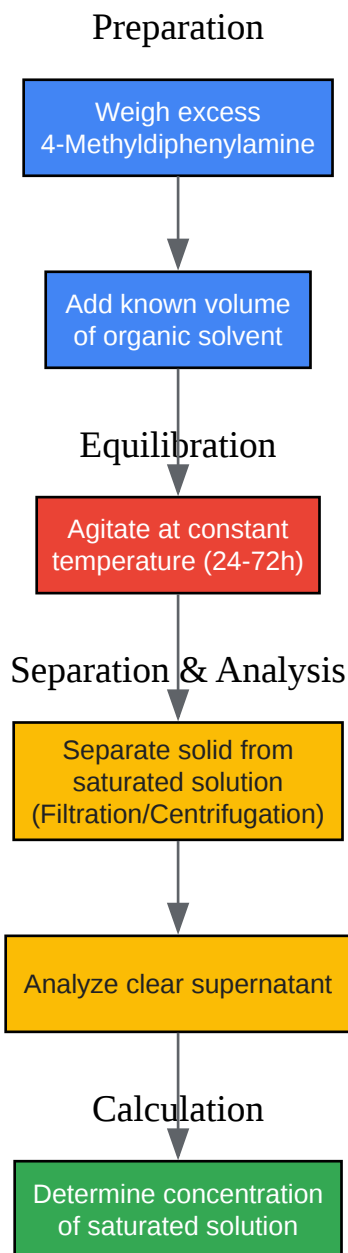 Preparation
Weigh excess
4-Methyldiphenylamine
Add known volume
of organic solvent
Equilibration
Agitate at constant
temperature (24-72h)
Separation & Analysis
Separate solid from
saturated solution
(Filtration/Centrifugation)
Analyze clear supernatant
Calculation
Determine concentration
of saturated solution